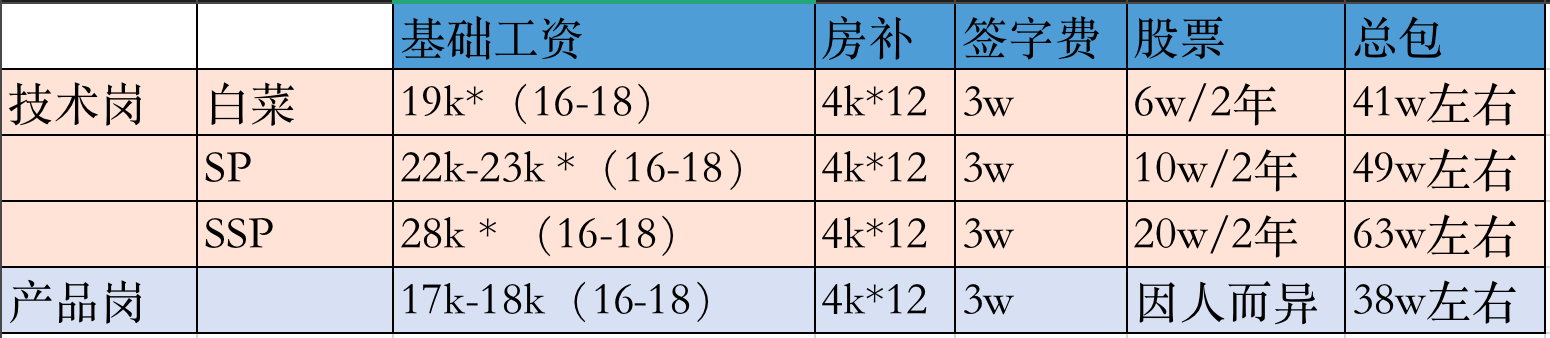 基础工资 房补 签字费 股票 总包
技术岗 白菜 19k*（16-18） 4k*12 3w 6w/2年 41w左右
SP 22k-23k *（16-18） 4k*12 3w 10w/2年 49w左右
SSP 28k * （16-18） 4k*12 3w 20w/2年 63w左右
产品岗 17k-18k（16-18） 4k*12 3w 因人而异 38w左右